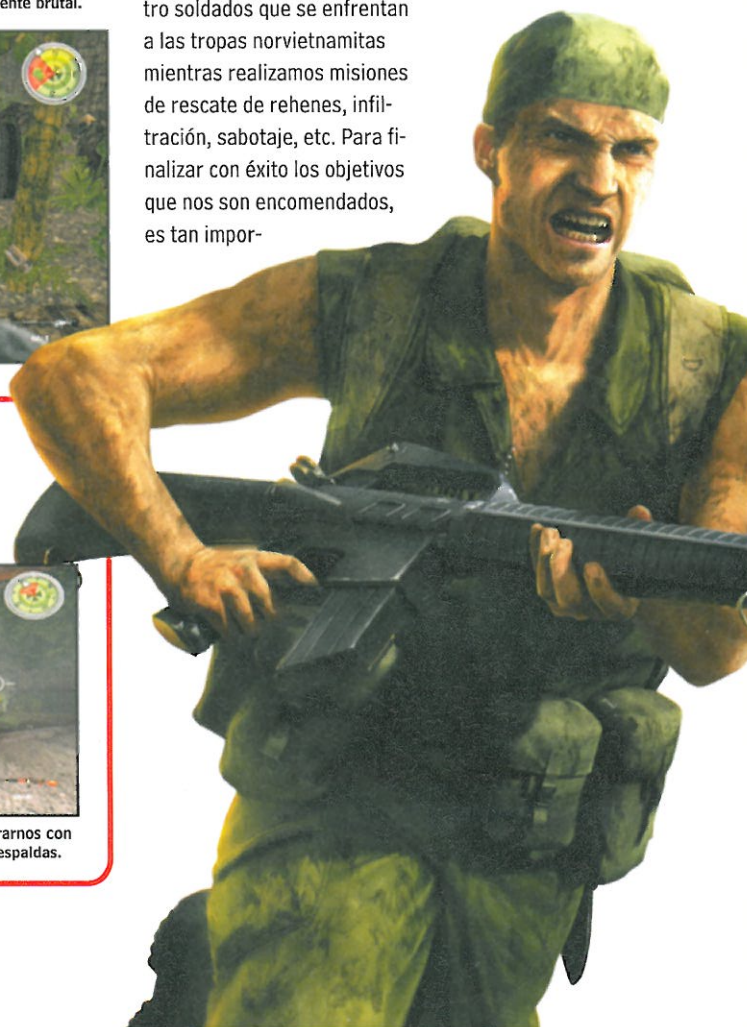 ente brutal.
tro soldados que se enfrentan
a las tropas norvietnamitas
mientras realizamos misiones
de rescate de rehenes, infil-
tración, sabotaje, etc. Para fi-
nalizar con éxito los objetivos
que nos son encomendados,
es tan impor-
rarnos con
espaldas.